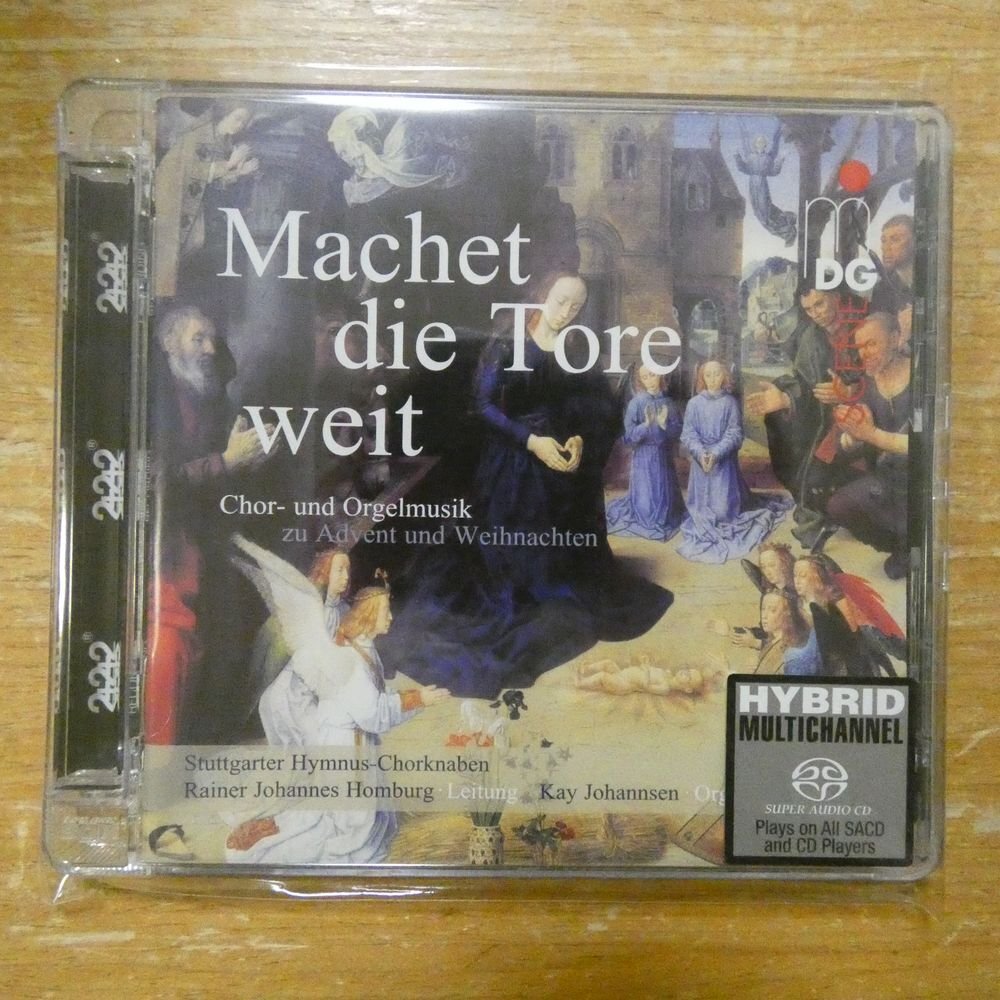 Machet
die Tore
weit
Chor- und Orgelmusik
zu Advent und Weihnachten
MDG
SCENE
2+2+2®
2+2+2®
2+2+2®
Stuttgarter Hymnus-Chorknaben
Rainer Johannes Homburg · Leitung Kay Johannsen · Org
HYBRID
MULTICHANNEL
SUPER AUDIO CD
Plays on All SACD
and CD Players